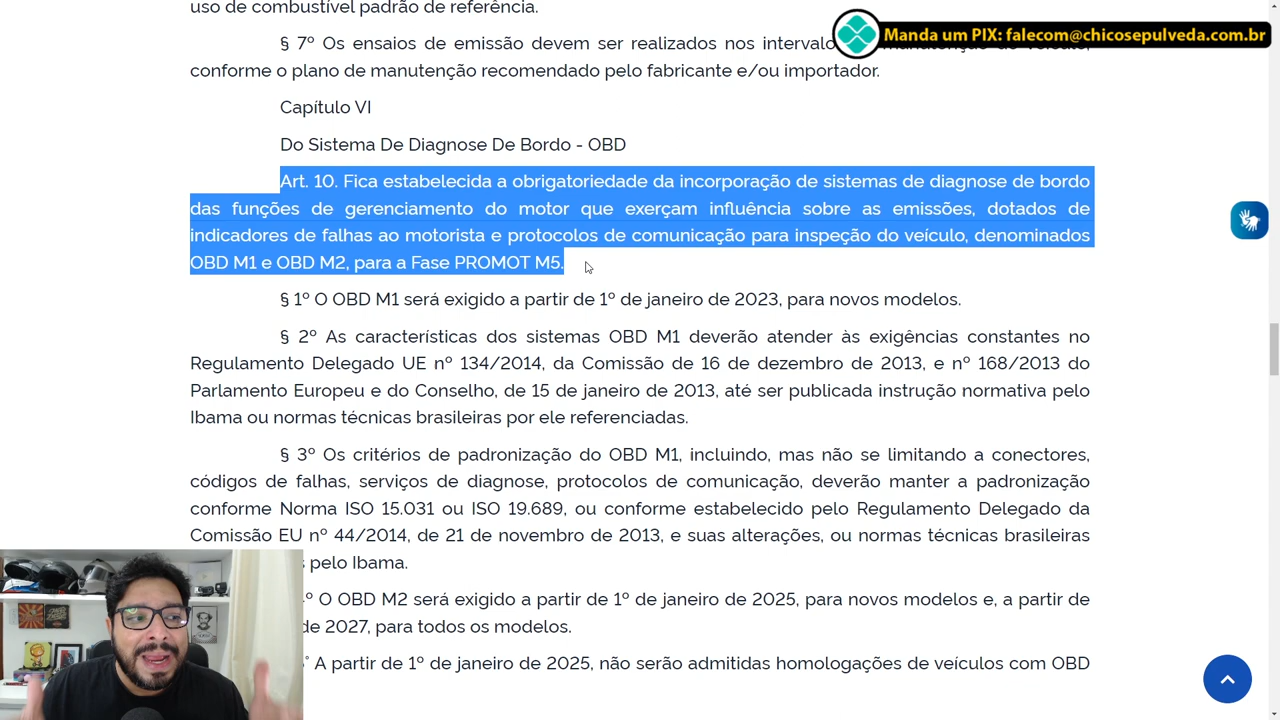 uso de combustível padrão de referência.
Manda um PIX: falecom@chicosepulveda.com.br
§ 7º Os ensaios de emissão devem ser realizados nos
conforme o plano de manutenção recomendado pelo fabricante e/ou importador.
Capítulo VI
Do Sistema De Diagnose De Bordo - OBD
Art. 10. Fica estabelecida a obrigatoriedade da incorporação de sistemas de diagnose de bordo
das funções de gerenciamento do motor que exerçam influência sobre as emissões, dotados de
indicadores de falhas ao motorista e protocolos de comunicação para inspeção do veículo, denominados
OBD M1 e OBD M2, para a Fase PROMOT M5.
§ 1º O OBD M1 será exigido a partir de 1º de janeiro de 2023, para novos modelos.
§ 2º As características dos sistemas OBD M1 deverão atender às exigências constantes no
Regulamento Delegado UE nº 134/2014, da Comissão de 16 de dezembro de 2013, e nº 168/2013 do
Parlamento Europeu e do Conselho, de 15 de janeiro de 2013, até ser publicada instrução normativa pelo
Ibama ou normas técnicas brasileiras por ele referenciadas.
§ 3º Os critérios de padronização do OBD M1, incluindo, mas não se limitando a conectores,
códigos de falhas, serviços de diagnose, protocolos de comunicação, deverão manter a padronização
conforme Norma ISO 15.031 ou ISO 19.689, ou conforme estabelecido pelo Regulamento Delegado da
Comissão EU nº 44/2014, de 21 de novembro de 2013, e suas alterações, ou normas técnicas brasileiras
pelo Ibama.
O OBD M2 será exigido a partir de 1º de janeiro de 2025, para novos modelos e, a partir de
de 2027, para todos os modelos.
A partir de 1º de janeiro de 2025, não serão admitidas homologações de veículos com OBD